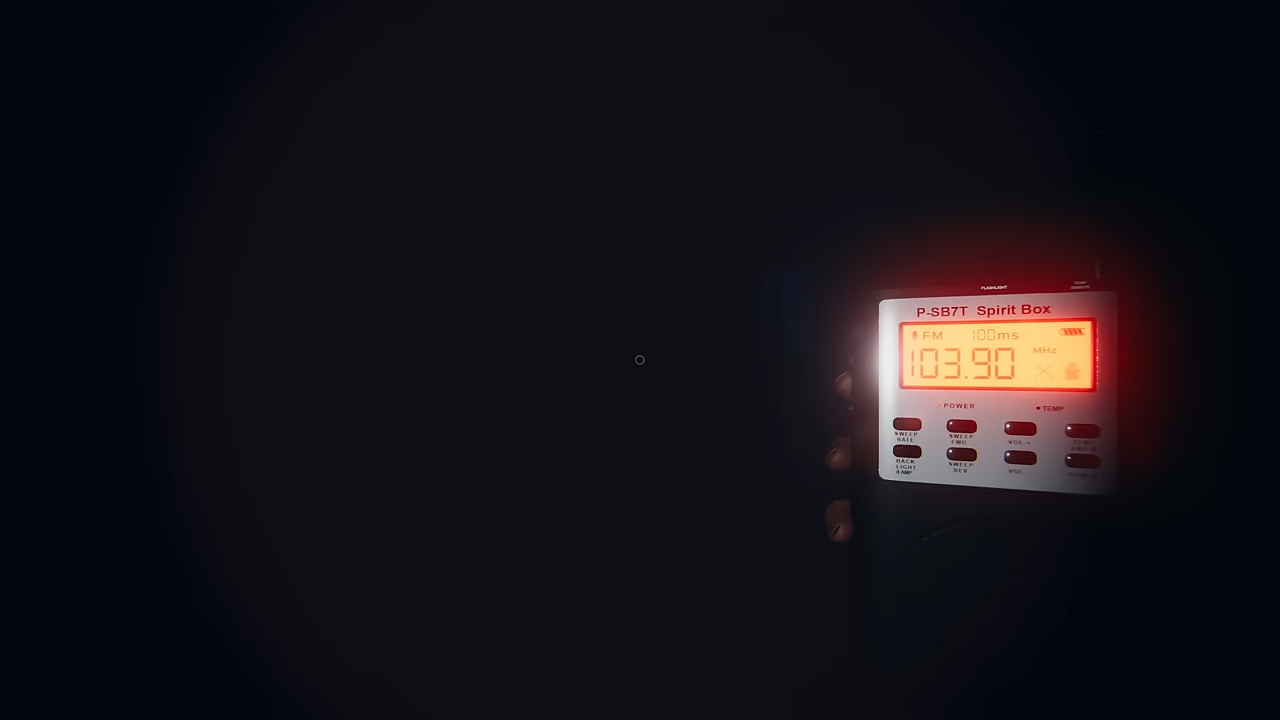 FLASHLIGHT
P-SB7T Spirit Box
FM 100ms
103.90 MHz
POWER
TEMP
SWEEP RATE
SWEEP FWD
VOL.+
BACK LIGHT /LAMP
SWEEP REV
VOL.-